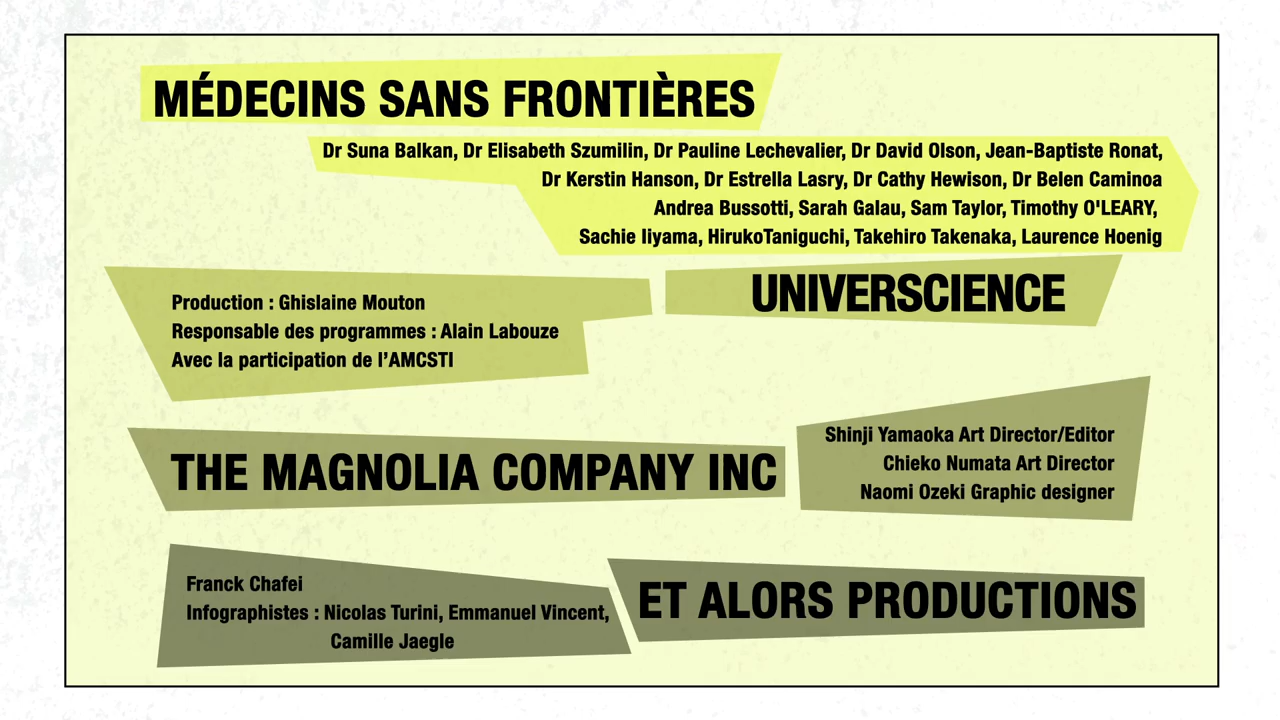 MÉDECINS SANS FRONTIÈRES
Dr Suna Balkan, Dr Elisabeth Szumilin, Dr Pauline Lechevalier, Dr David Olson, Jean-Baptiste Ronat,
Dr Kerstin Hanson, Dr Estrella Lasry, Dr Cathy Hewison, Dr Belen Caminoa
Andrea Bussotti, Sarah Galau, Sam Taylor, Timothy O'LEARY,
Sachie Iiyama, HirukoTaniguchi, Takehiro Takenaka, Laurence Hoenig
UNIVERSCIENCE
Production : Ghislaine Mouton
Responsable des programmes : Alain Labouze
Avec la participation de l'AMCSTI
THE MAGNOLIA COMPANY INC
Shinji Yamaoka Art Director/Editor
Chieko Numata Art Director
Naomi Ozeki Graphic designer
ET ALORS PRODUCTIONS
Franck Chafei
Infographistes : Nicolas Turini, Emmanuel Vincent,
Camille Jaegle